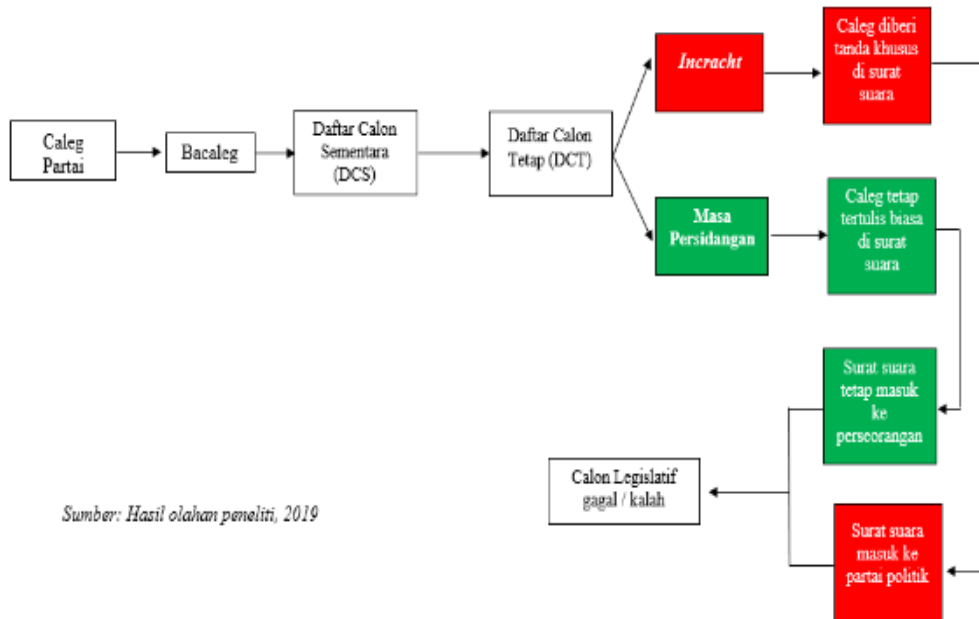 Caleg
Partai
Bacaleg
Daftar Calon
Sementara
(DCS)
Daftar Calon
Tetap (DCT)
Incracht
Caleg diberi
tanda khusus
di surat
suara
Masa
Persidangan
Caleg tetap
tertulis biasa
di surat
suara
Surat suara
tetap masuk
ke
perseorangan
Calon Legislatif
gagal / kalah
Surat suara
masuk ke
partai politik
Sumber: Hasil olahan peneliti, 2019